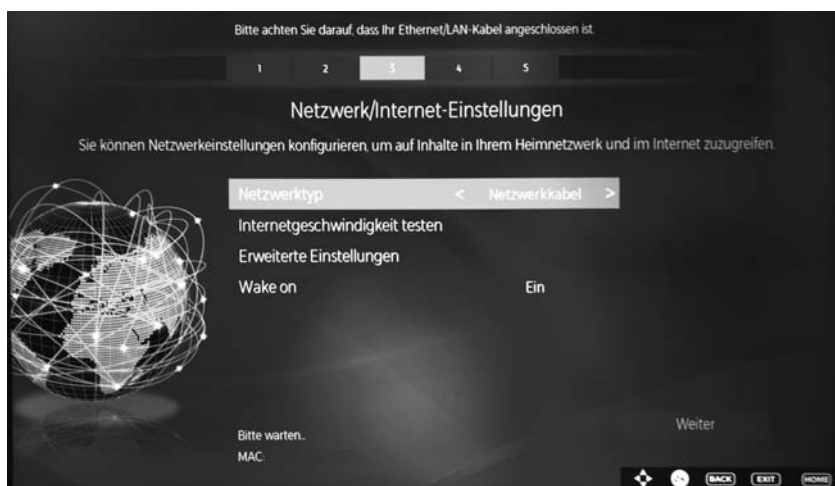 Bitte achten Sie darauf, dass Ihr Ethernet/LAN-Kabel angeschlossen ist.
1 2 3 4 5
Netzwerk/Internet-Einstellungen
Sie können Netzwerkeinstellungen konfigurieren, um auf Inhalte in Ihrem Heimnetzwerk und im Internet zuzugreifen.
Netzwerktyp < Netzwerkkabel >
Internetgeschwindigkeit testen
Erweiterte Einstellungen
Wake on Ein
Weiter
Bitte warten..
MAC:
BACK EXIT HOME